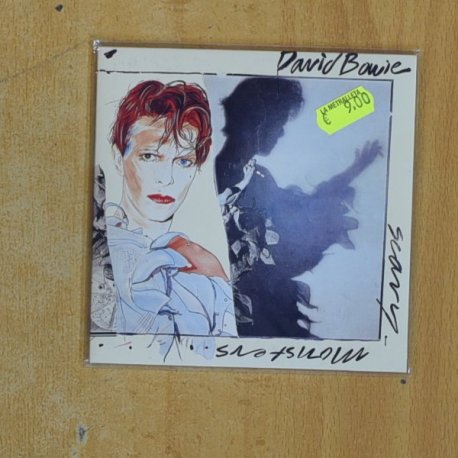 David Bowie
LA METRALLETA
€ 9,00
scary
monsters